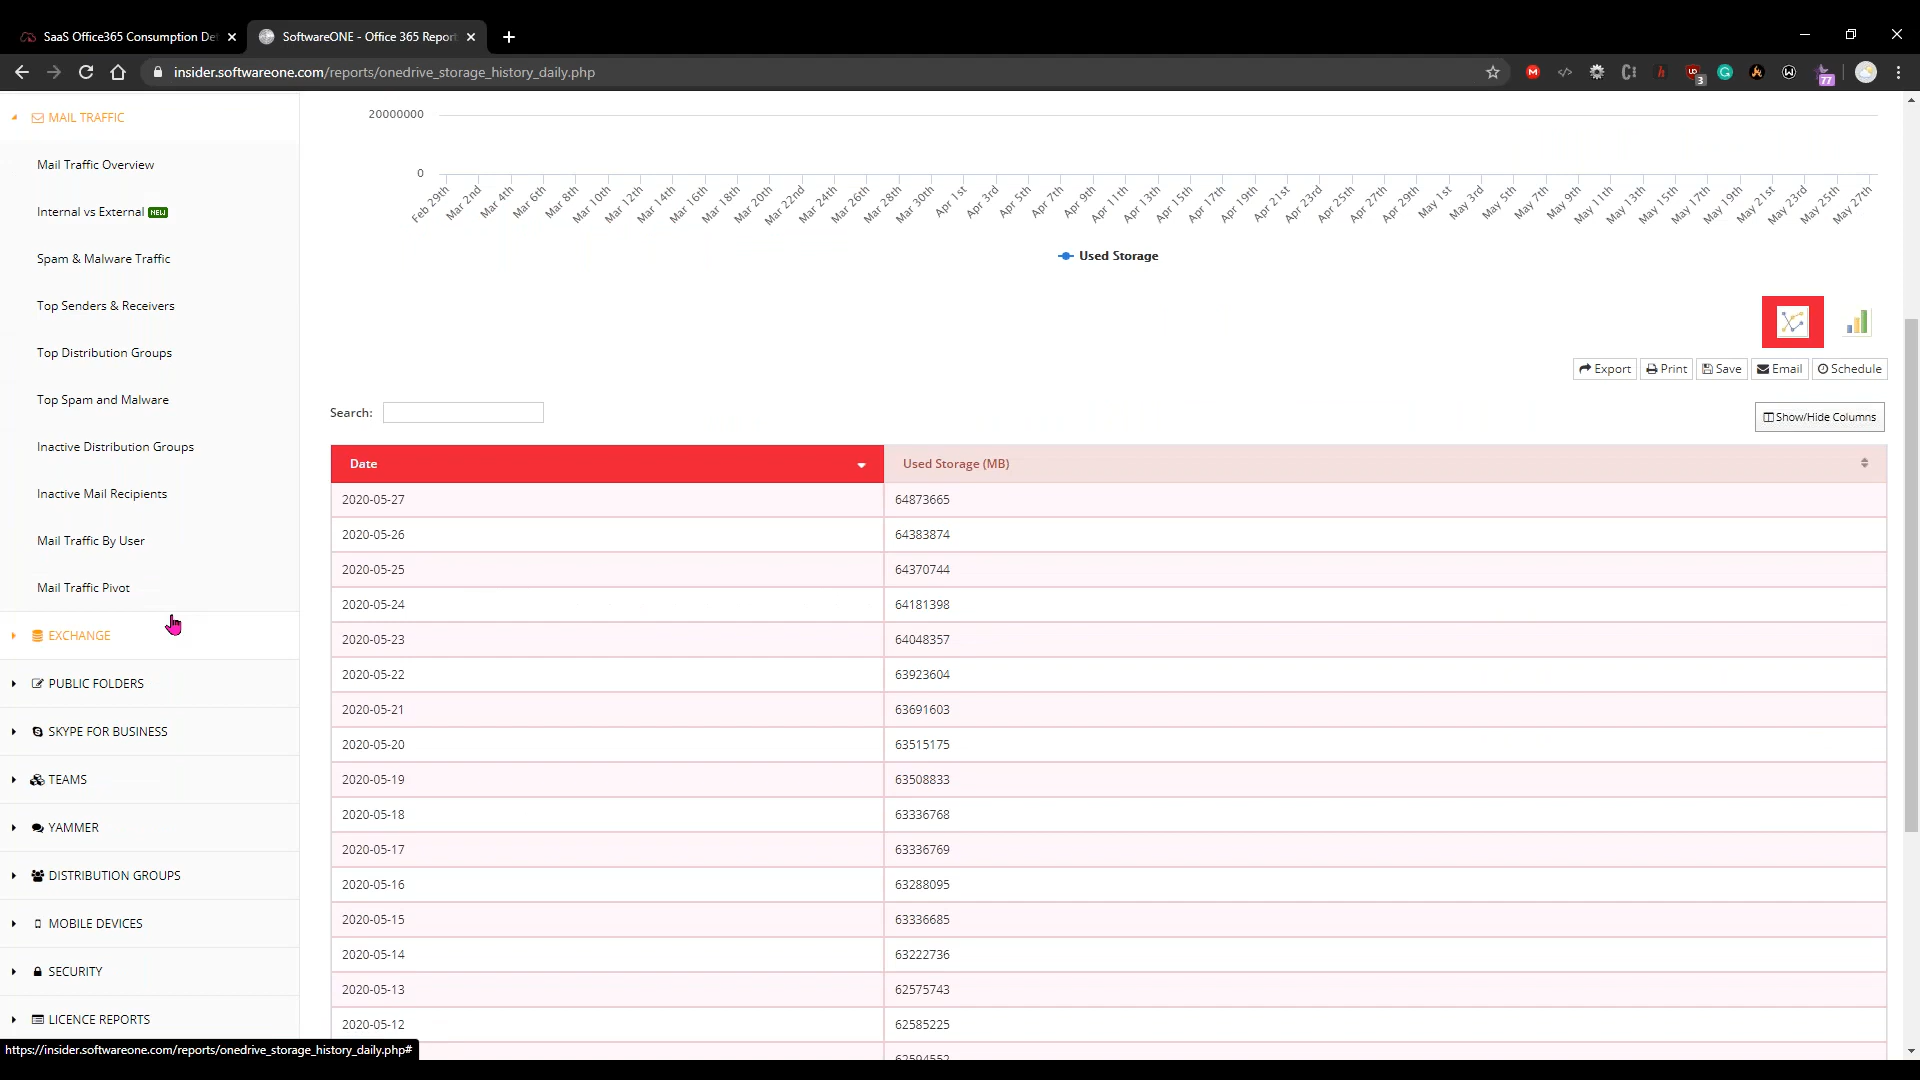 SaaS Office365 Consumption De
SoftwareONE - Office 365 Report
insider.softwareone.com/reports/onedrive_storage_history_daily.php
3
77
MAIL TRAFFIC
Mail Traffic Overview
Internal vs External NEW
Spam & Malware Traffic
Top Senders & Receivers
Top Distribution Groups
Top Spam and Malware
Inactive Distribution Groups
Inactive Mail Recipients
Mail Traffic By User
Mail Traffic Pivot
EXCHANGE
PUBLIC FOLDERS
SKYPE FOR BUSINESS
TEAMS
YAMMER
DISTRIBUTION GROUPS
MOBILE DEVICES
SECURITY
LICENCE REPORTS
https://insider.softwareone.com/reports/onedrive_storage_history_daily.php#
20000000
0
Feb 29th Mar 2nd Mar 4th Mar 6th Mar 8th Mar 10th Mar 12th Mar 14th Mar 16th Mar 18th Mar 20th Mar 22nd Mar 24th Mar 26th Mar 28th Mar 30th Apr 1st Apr 3rd Apr 5th Apr 7th Apr 9th Apr 11th Apr 13th Apr 15th Apr 17th Apr 19th Apr 21st Apr 23rd Apr 25th Apr 27th Apr 29th May 1st May 3rd May 5th May 7th May 9th May 11th May 13th May 15th May 17th May 19th May 21st May 23rd May 25th May 27th
Used Storage
Export Print Save Email Schedule
Search:
Show/Hide Columns
Date Used Storage (MB)
2020-05-27 64873665
2020-05-26 64383874
2020-05-25 64370744
2020-05-24 64181398
2020-05-23 64048357
2020-05-22 63923604
2020-05-21 63691603
2020-05-20 63515175
2020-05-19 63508833
2020-05-18 63336768
2020-05-17 63336769
2020-05-16 63288095
2020-05-15 63336685
2020-05-14 63222736
2020-05-13 62575743
2020-05-12 62585225